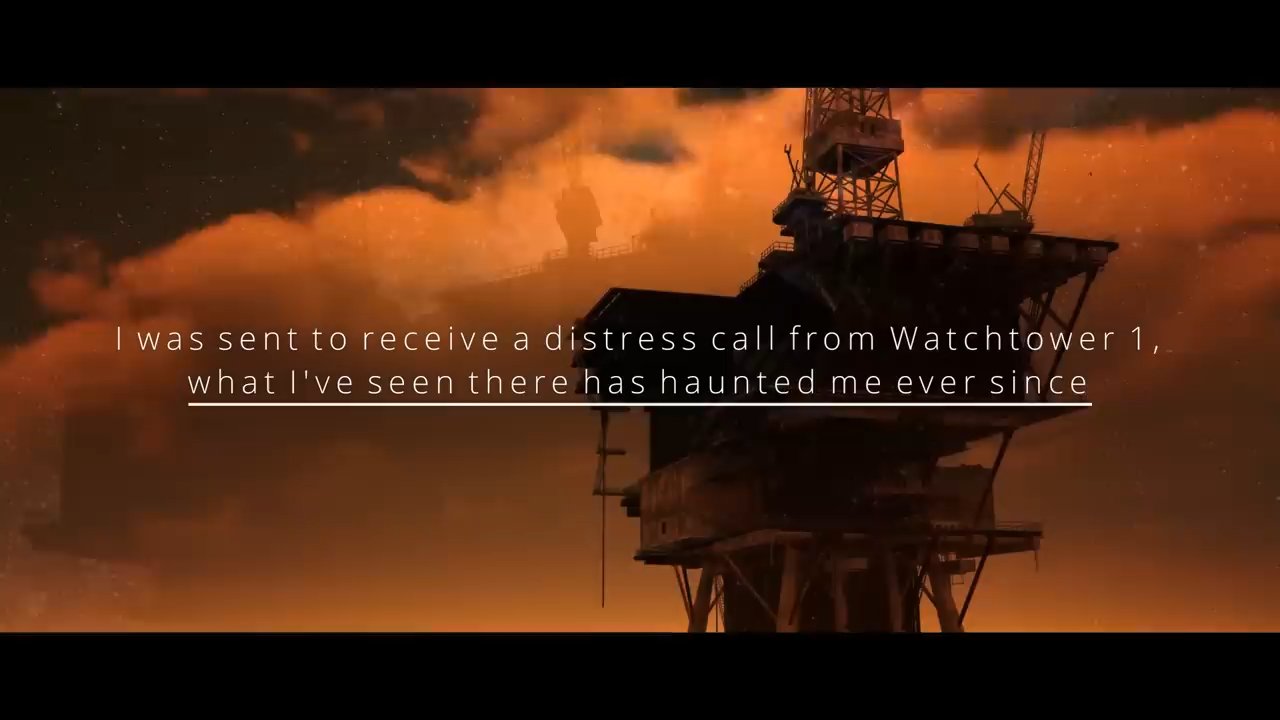 I was sent to receive a distress call from Watchtower 1,
what I've seen there has haunted me ever since